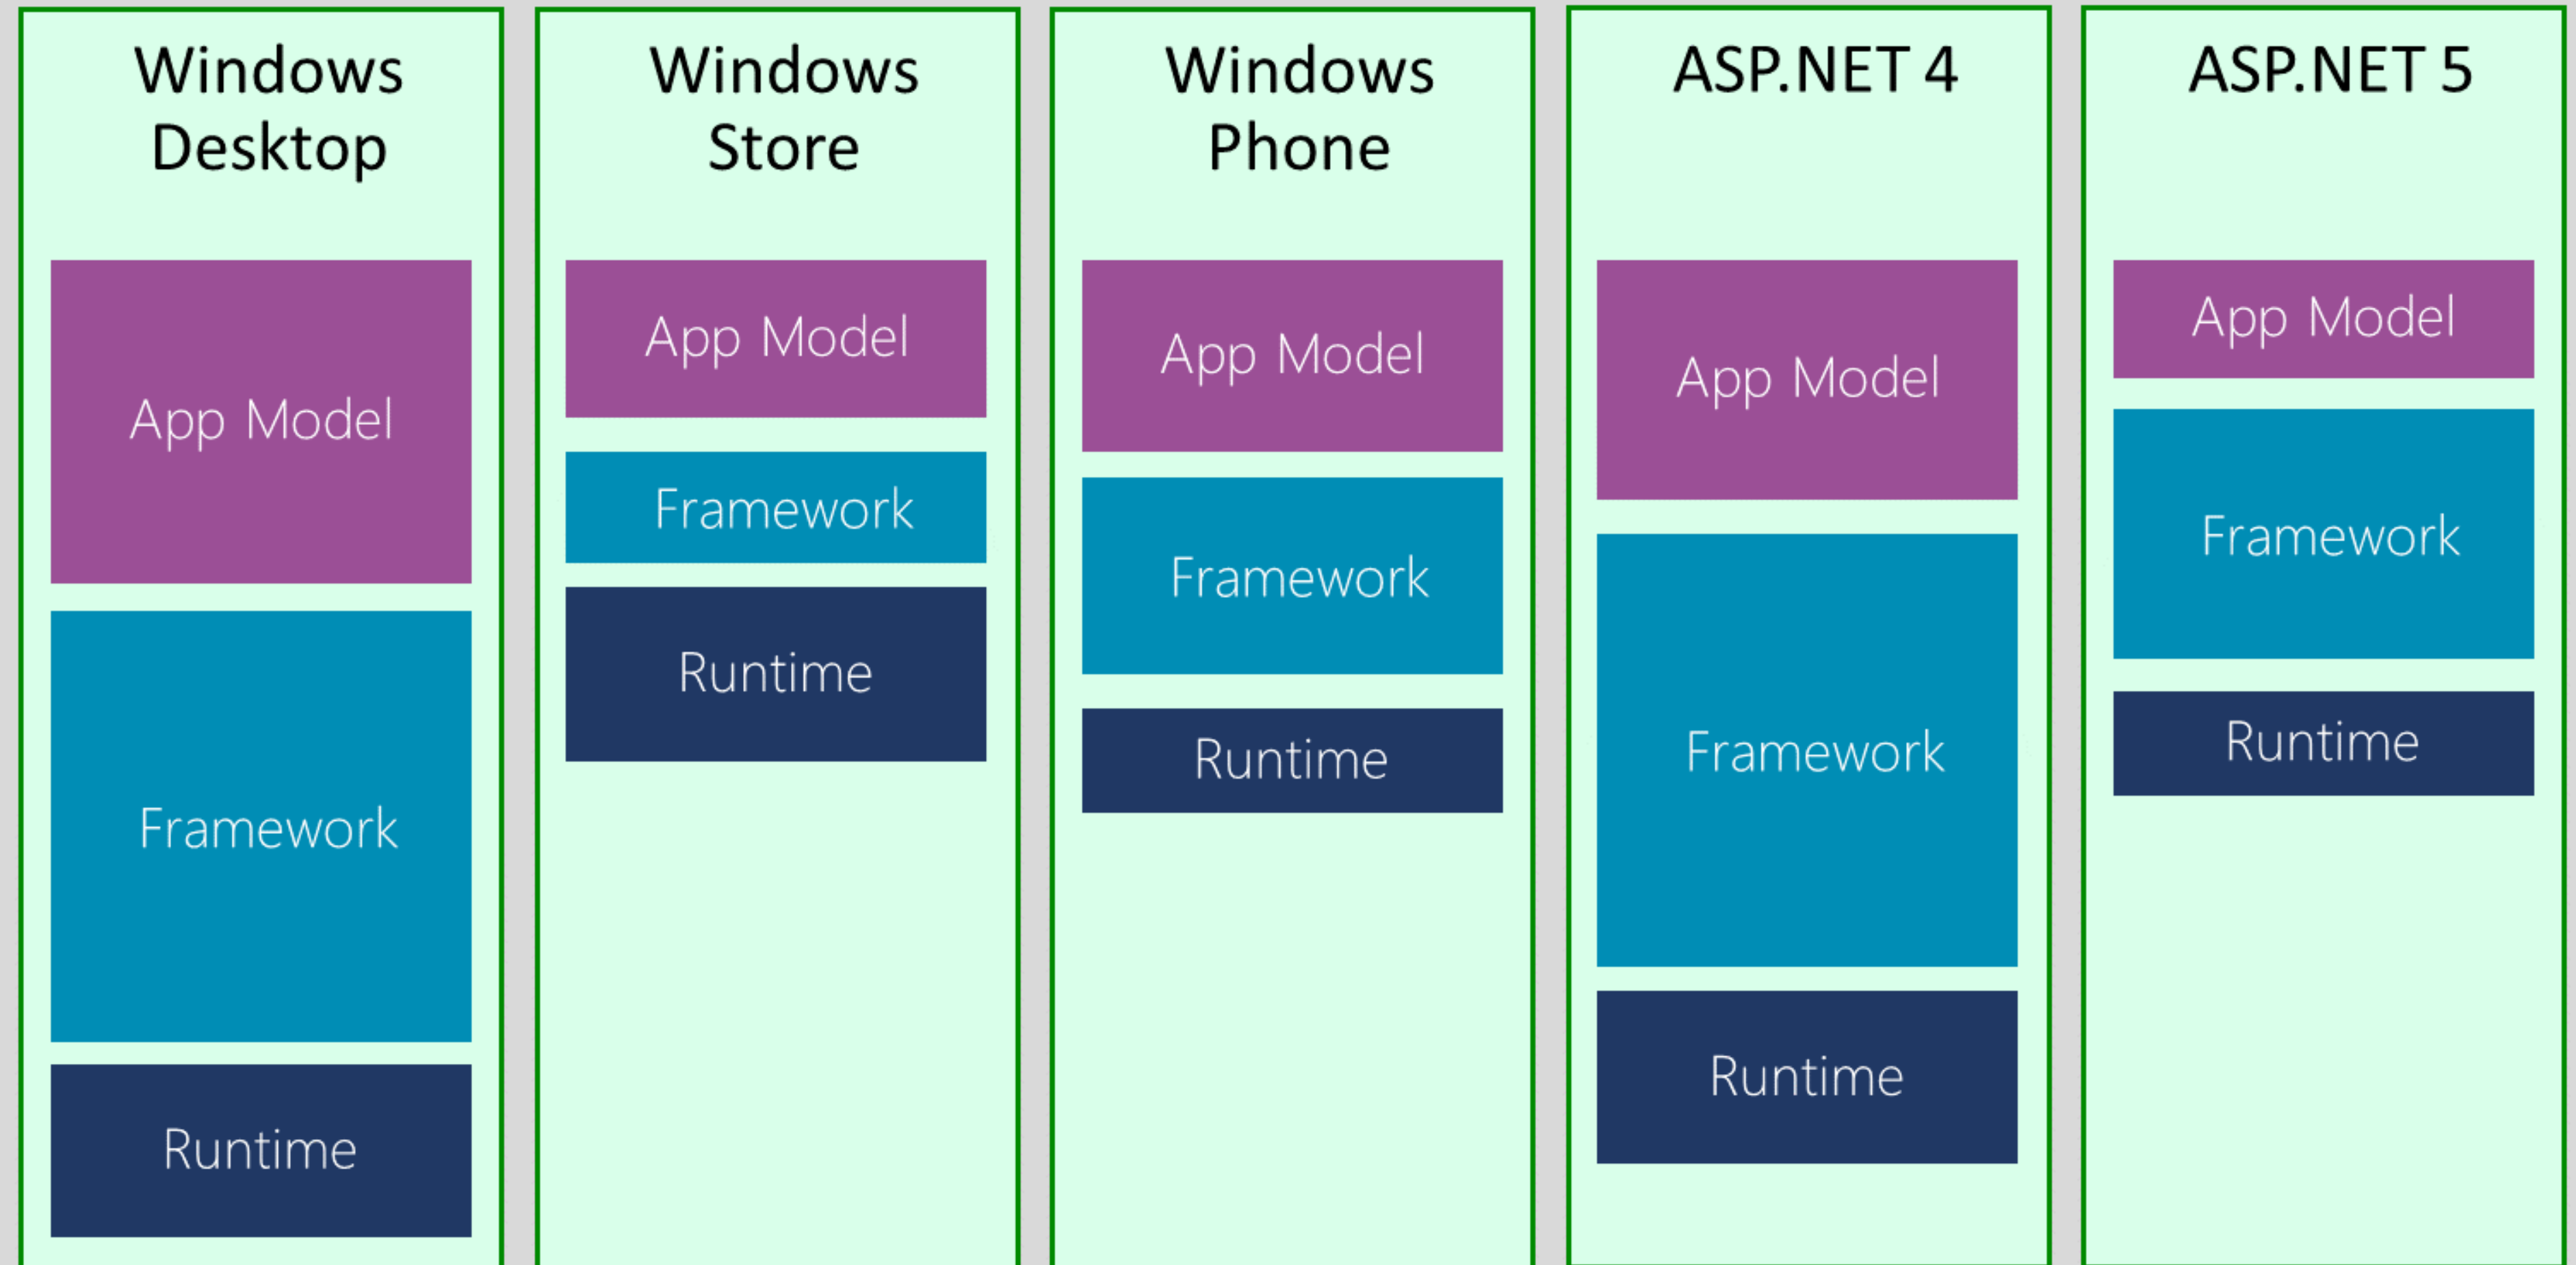 Windows
Desktop
App Model
Framework
Runtime
Windows
Store
App Model
Framework
Runtime
Windows
Phone
App Model
Framework
Runtime
ASP.NET 4
App Model
Framework
Runtime
ASP.NET 5
App Model
Framework
Runtime